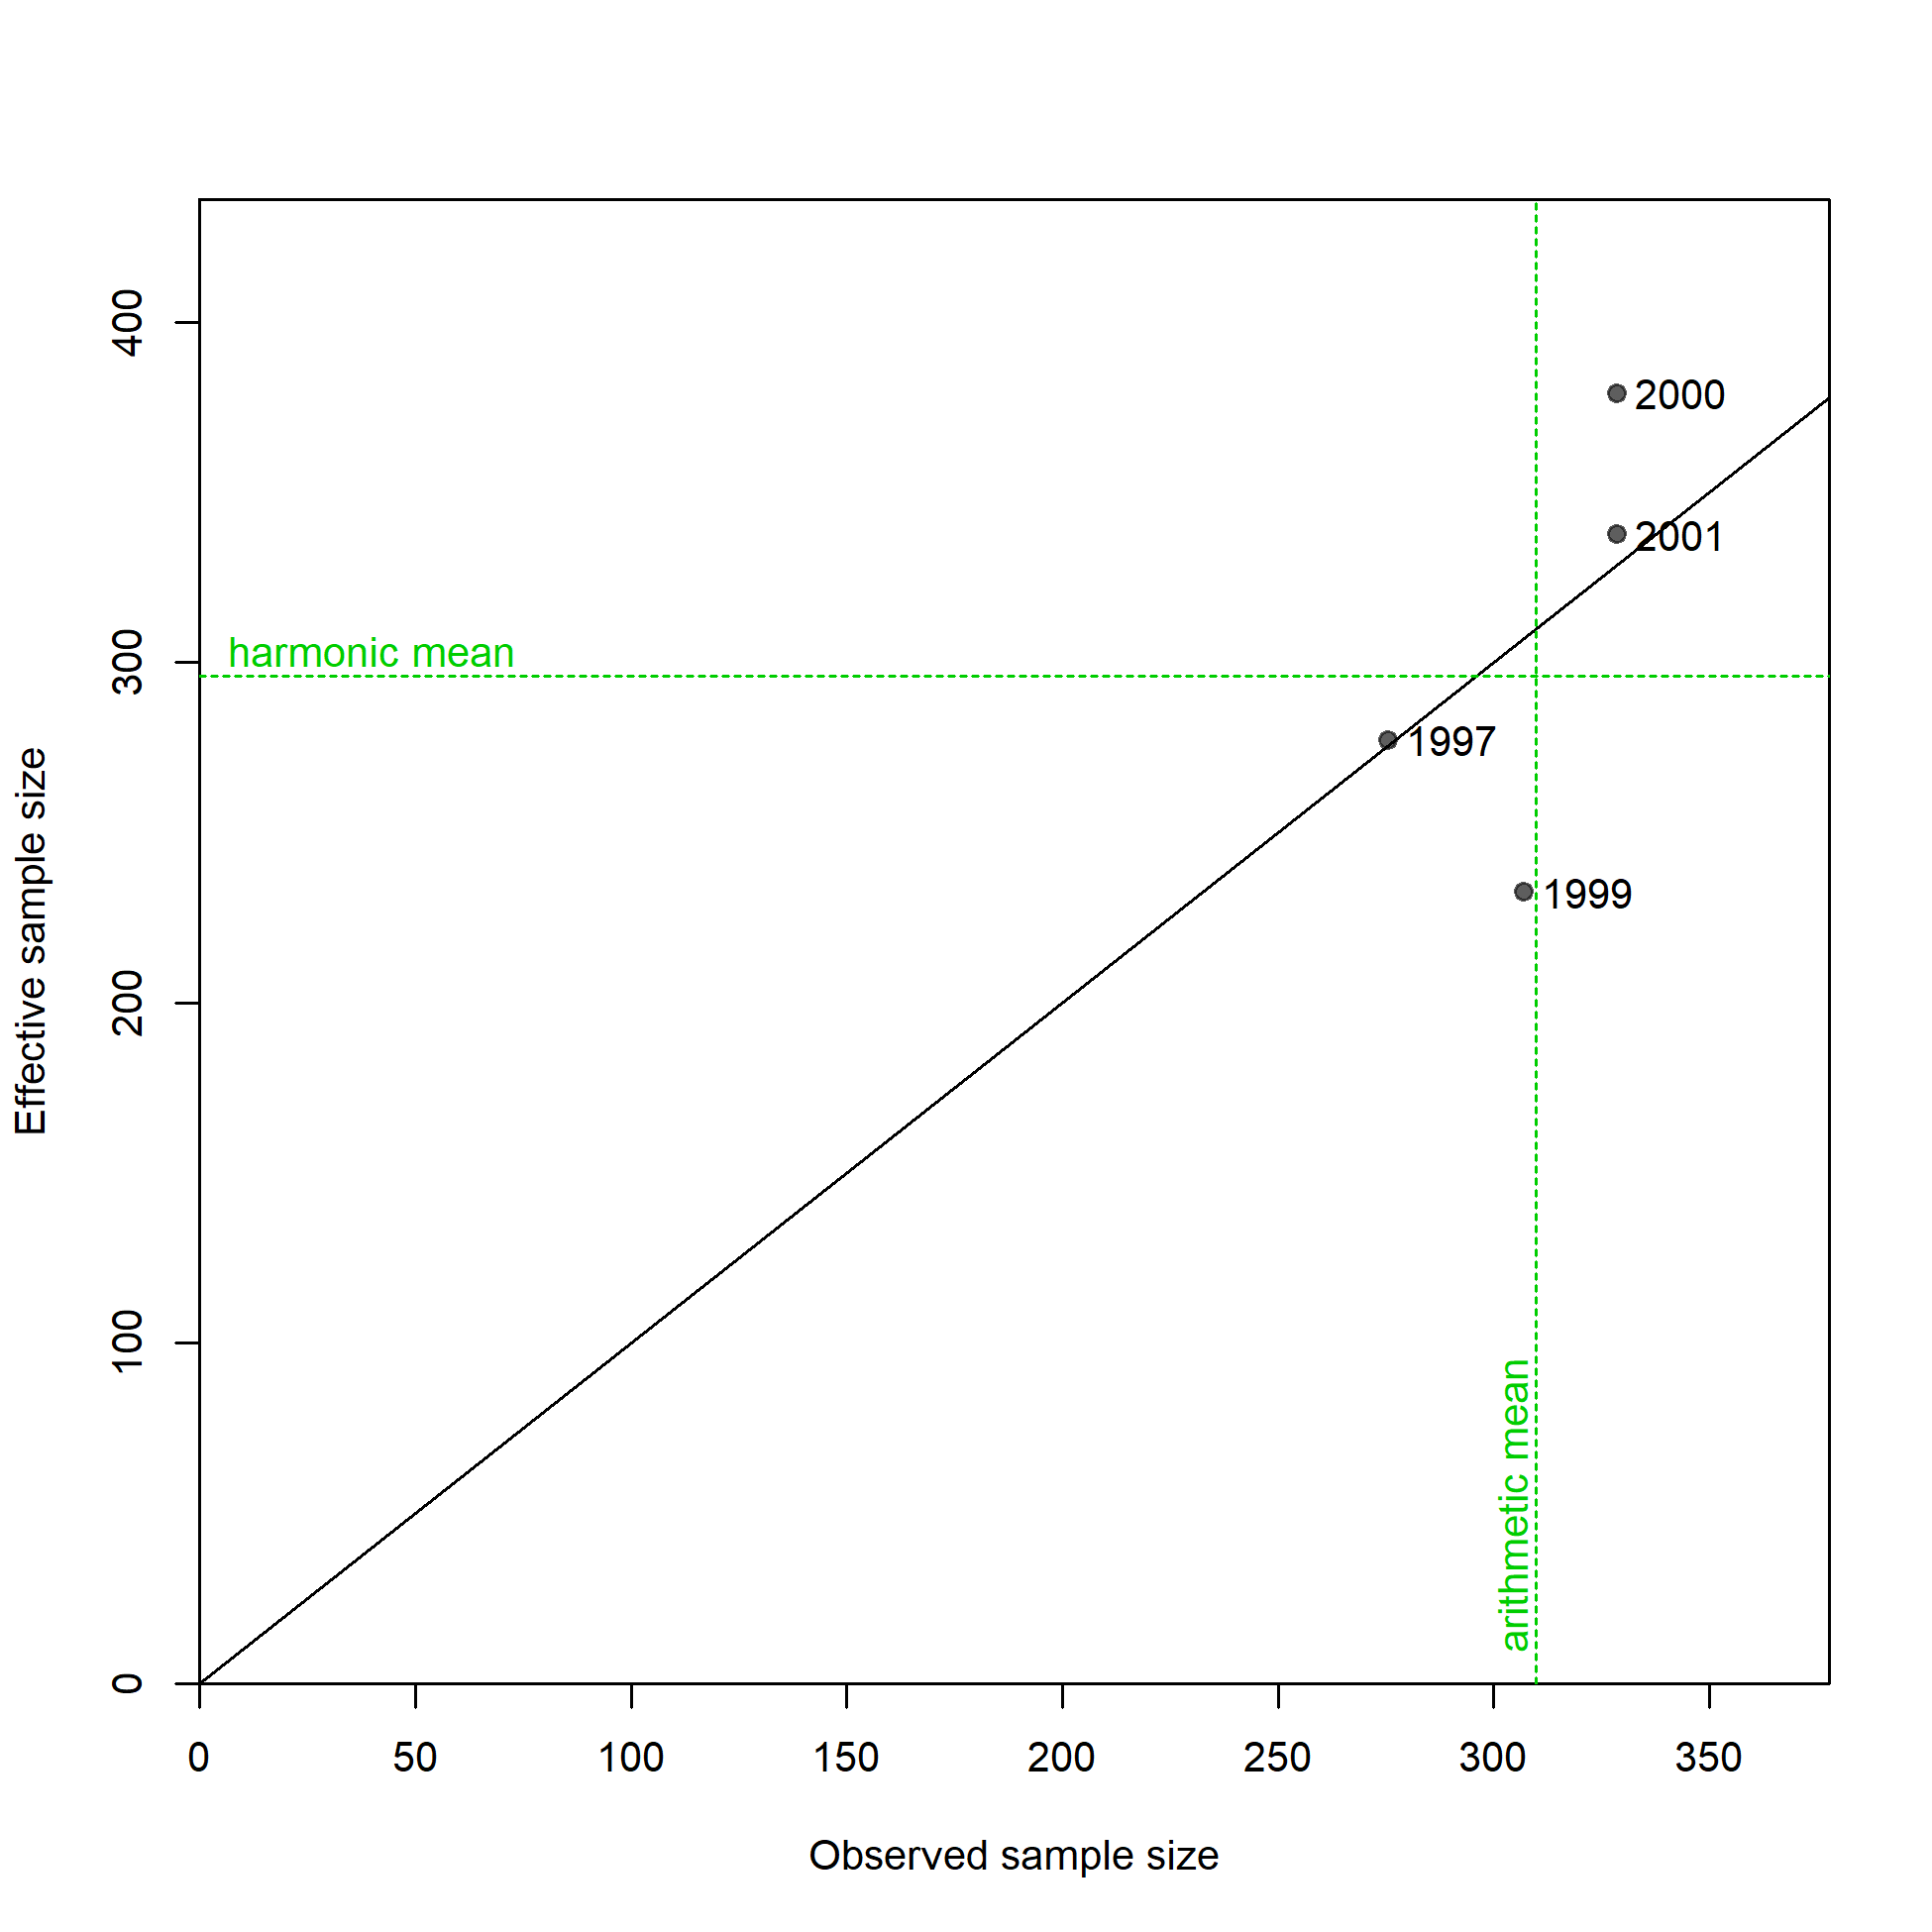 400
300
200
100
0
Effective sample size
harmonic mean
2000
2001
1997
1999
arithmetic mean
0 50 100 150 200 250 300 350
Observed sample size